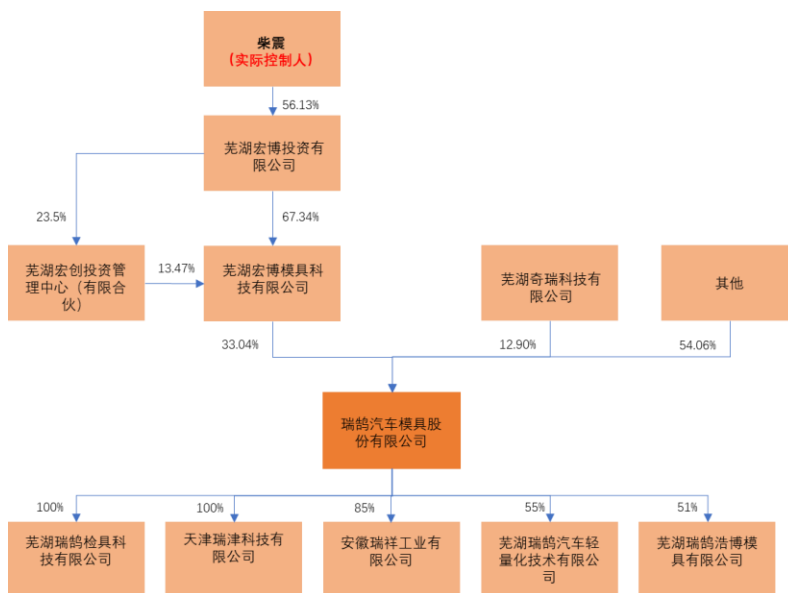 柴震
(实际控制人)
56.13%
芜湖宏博投资有
限公司
23.5%
67.34%
芜湖宏创投资管
理中心（有限合
伙）
13.47%
芜湖宏博模具科
技有限公司
芜湖奇瑞科技有
限公司
其他
33.04%
12.90%
54.06%
瑞鹄汽车模具股
份有限公司
100%
100%
85%
55%
51%
芜湖瑞鹄检具科
技有限公司
天津瑞津科技有
限公司
安徽瑞祥工业有
限公司
芜湖瑞鹄汽车轻
量化技术有限公
司
芜湖瑞鹄浩博模
具有限公司